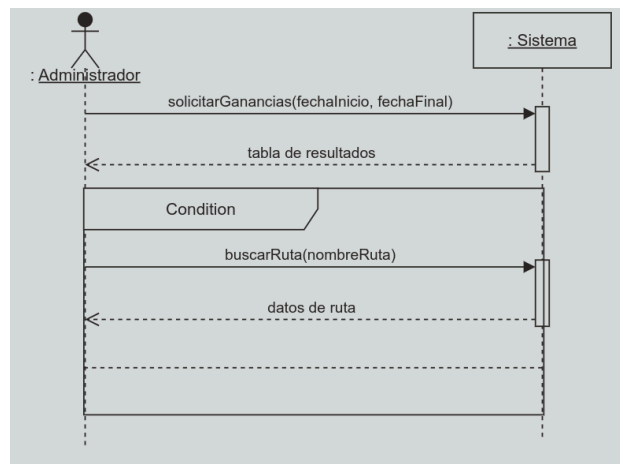 : Sistema
: Administrador
solicitarGanancias(fechaInicio, fechaFinal)
tabla de resultados
Condition
buscarRuta(nombreRuta)
datos de ruta